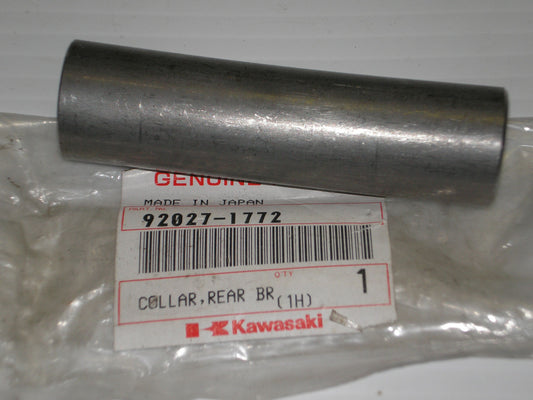 GENUINE
MADE IN JAPAN
92027-1772
QTY
1
COLLAR,REAR BR
(1H)
Kawasaki